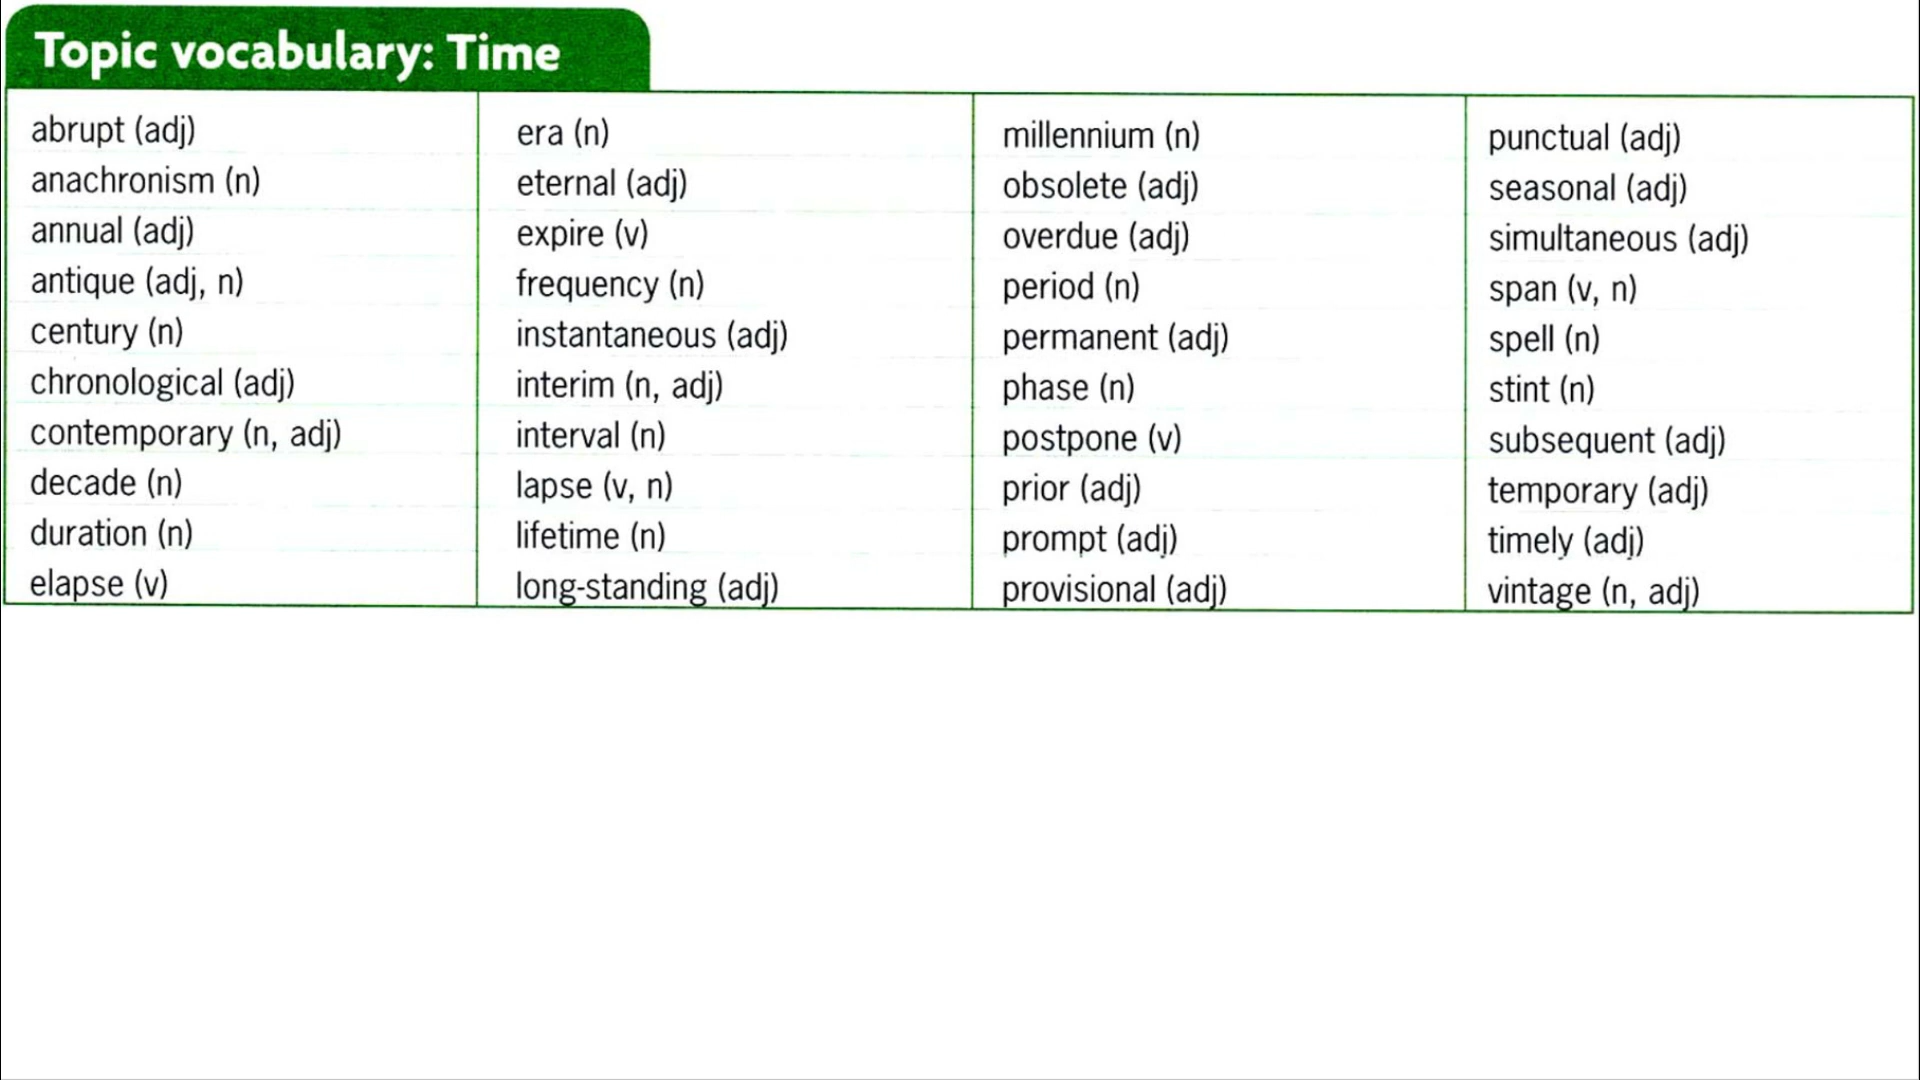 Topic vocabulary: Time
abrupt (adj)
anachronism (n)
annual (adj)
antique (adj, n)
century (n)
chronological (adj)
contemporary (n, adj)
decade (n)
duration (n)
elapse (v)
era (n)
eternal (adj)
expire (v)
frequency (n)
instantaneous (adj)
interim (n, adj)
interval (n)
lapse (v, n)
lifetime (n)
long-standing (adj)
millennium (n)
obsolete (adj)
overdue (adj)
period (n)
permanent (adj)
phase (n)
postpone (v)
prior (adj)
prompt (adj)
provisional (adj)
punctual (adj)
seasonal (adj)
simultaneous (adj)
span (v, n)
spell (n)
stint (n)
subsequent (adj)
temporary (adj)
timely (adj)
vintage (n, adj)